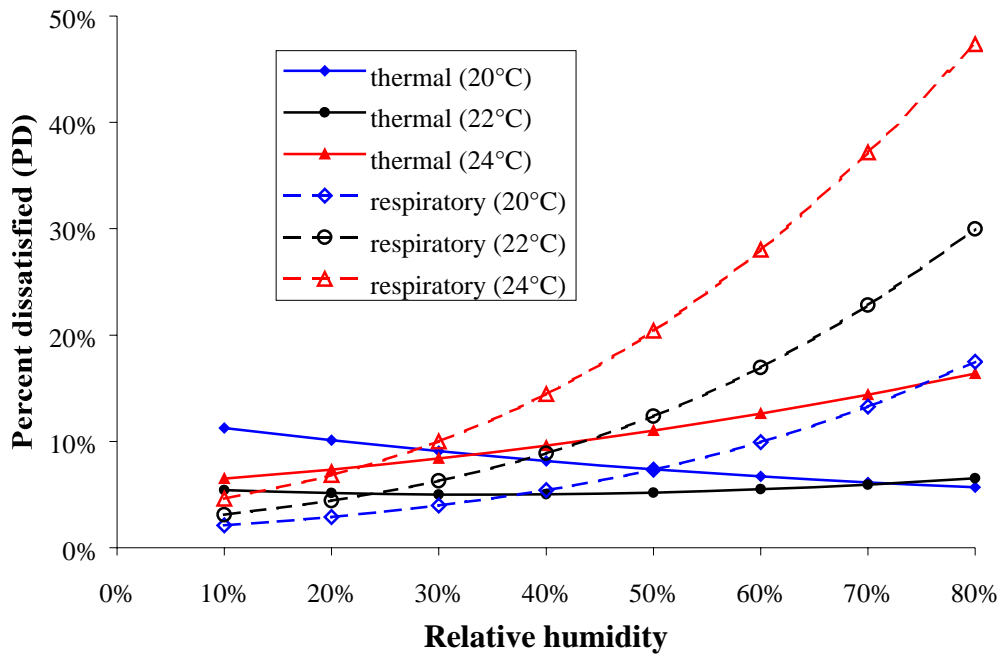 50%
40%
30%
20%
10%
0%
Percent dissatisfied (PD)
thermal (20°C)
thermal (22°C)
thermal (24°C)
respiratory (20°C)
respiratory (22°C)
respiratory (24°C)
0% 10% 20% 30% 40% 50% 60% 70% 80%
Relative humidity